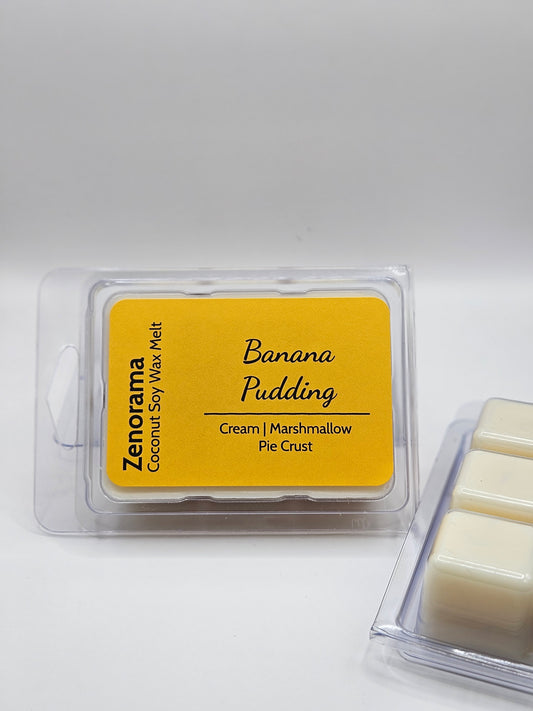 Zenorama
Coconut Soy Wax Melt
Banana
Pudding
Cream | Marshmallow
Pie Crust